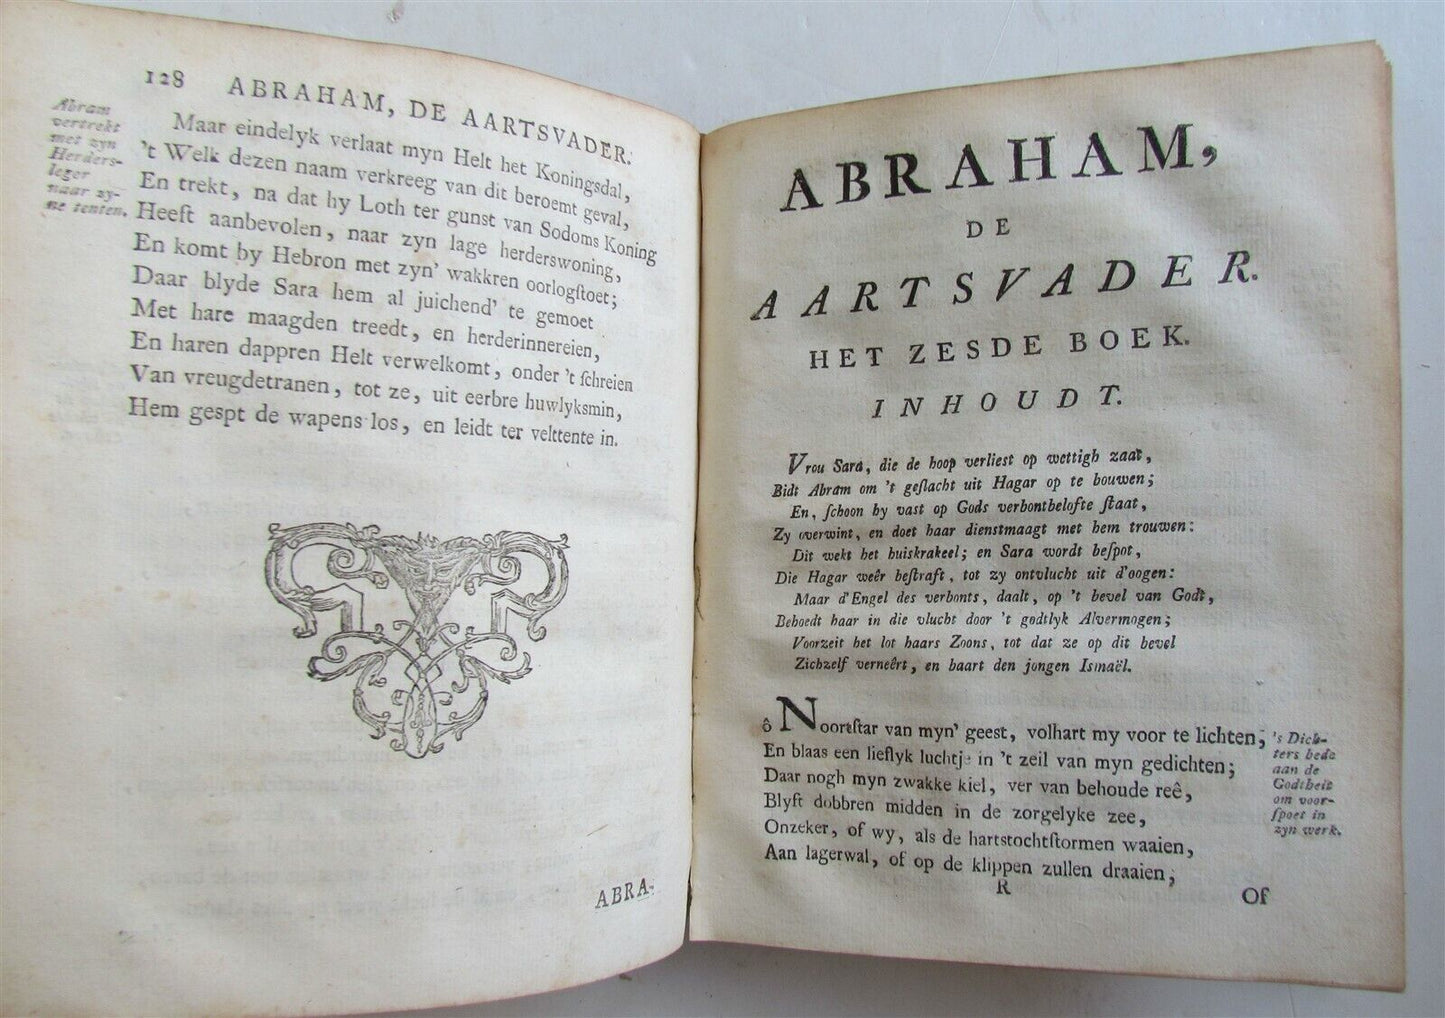 128 ABRAHAM, DE AARTSVADER.
Abram
vertrekt
met zyn
Herders-
leger
naar zy-
ne tenten.
Maar eindelyk verlaat myn Helt het Koningsdal,
't Welk dezen naam verkreeg van dit beroemt geval,
En trekt, na dat hy Loth ter gunst van Sodoms Koning
Heeft aanbevolen, naar zyn lage herderswoning,
En komt by Hebron met zyn' wakkren oorlogſtoet;
Daar blyde Sara hem al juichend' te gemoet
Met hare maagden treedt, en herderinnereien,
En haren dappren Helt verwelkomt, onder 't ſchreien
Van vreugdetranen, tot ze, uit eerbre huwlyksmin,
Hem gespt de wapens los, en leidt ter velttente in.
ABRA-
ABRAHAM,
DE
AARTSVADER.
HET ZESDE BOEK.
INHOUDT.
Vrou Sara, die de hoop verliest op wettigh zaat,
Bidt Abram om 't geſlacht uit Hagar op te bouwen;
En, ſchoon hy vast op Gods verbontbelofte ſtaat,
Zy overwint, en doet haar dienstmaagt met hem trouwen:
Dit wekt het huiskrakeel; en Sara wordt beſpot,
Die Hagar weêr beſtraft, tot zy ontvlucht uit d'oogen:
Maar d'Engel des verbonts, daalt, op 't bevel van Godt,
Behoedt haar in die vlucht door 't godtlyk Alvermogen;
Voorzeit het lot haars Zoons, tot dat ze op dit bevel
Zichzelf verneêrt, en baart den jongen Ismaël.
ô Noortſtar van myn' geest, volhart my voor te lichten;
En blaas een lieflyk luchtje in 't zeil van myn gedichten;
Daar nogh myn zwakke kiel, ver van behoude reê,
Blyft dobbren midden in de zorgelyke zee,
Onzeker, of wy, als de hartstochtſtormen waaien,
Aan lagerwal, of op de klippen zullen draaien;
's Dich-
ters bede
aan de
Godtheit
om voor-
ſpoet in
zyn werk.
R
Of